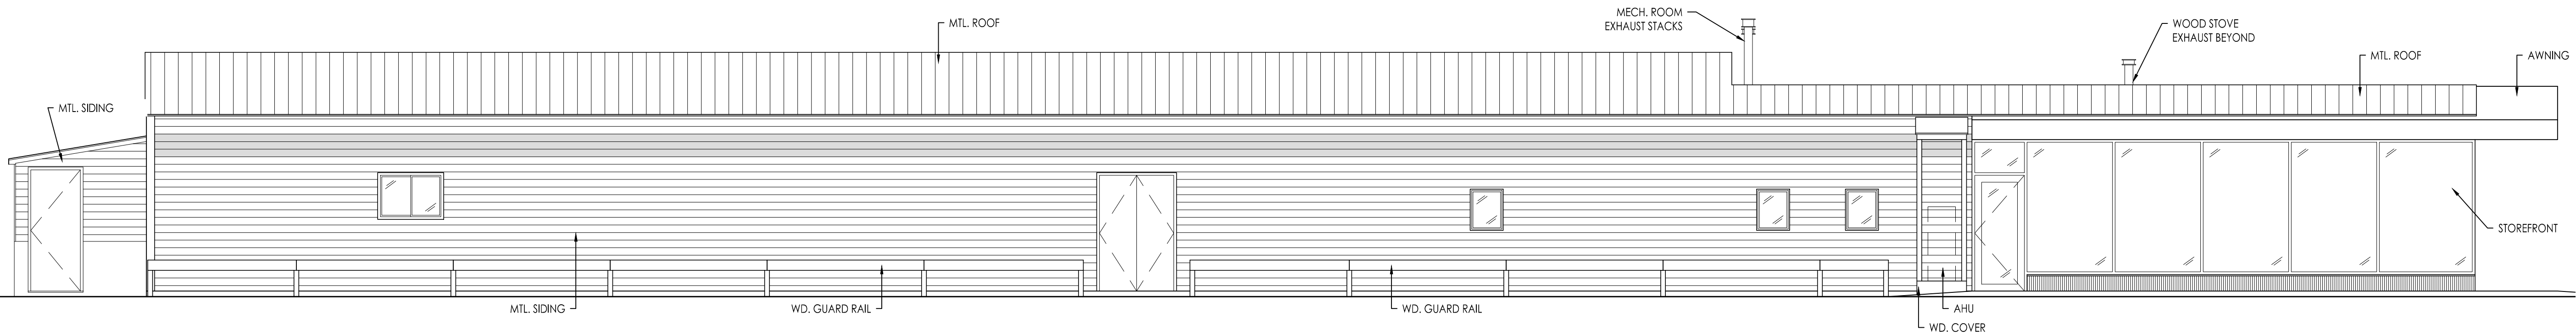 MTL. ROOF
MECH. ROOM
EXHAUST STACKS
WOOD STOVE
EXHAUST BEYOND
MTL. ROOF
AWNING
MTL. SIDING
STOREFRONT
MTL. SIDING
WD. GUARD RAIL
WD. GUARD RAIL
AHU
WD. COVER